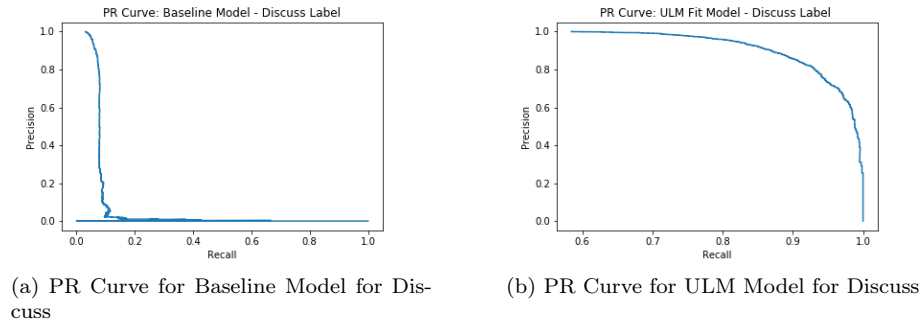 PR Curve: Baseline Model - Discuss Label
1.0
0.8
0.6
0.4
0.2
0.0
Precision
0.0 0.2 0.4 0.6 0.8 1.0
Recall
(a) PR Curve for Baseline Model for Dis-
cuss
PR Curve: ULM Fit Model - Discuss Label
1.0
0.8
0.6
0.4
0.2
0.0
Precision
0.6 0.7 0.8 0.9 1.0
Recall
(b) PR Curve for ULM Model for Discuss